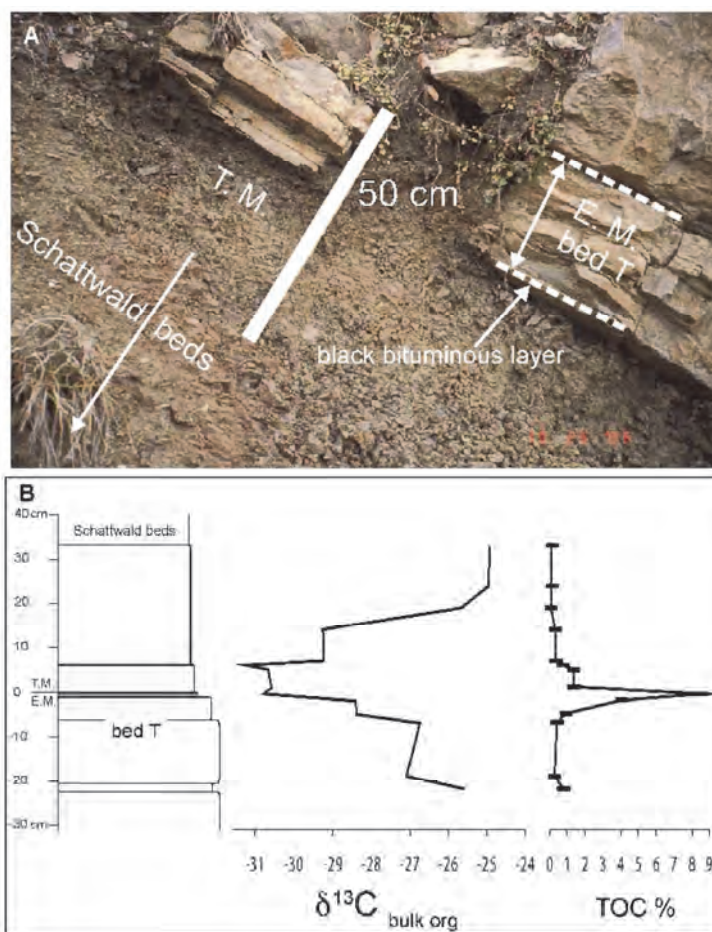 A
T. M.
50 cm
E. M.
bed T
Schattwald beds
black bituminous layer
B
40 cm
Schattwald beds
30
20
10
T.M.
0
E.M.
bed T
-10
-20
-30 cm
-31 -30 -29 -28 -27 -26 -25 -24
0 1 2 3 4 5 6 7 8 9
δ13C bulk org
TOC %